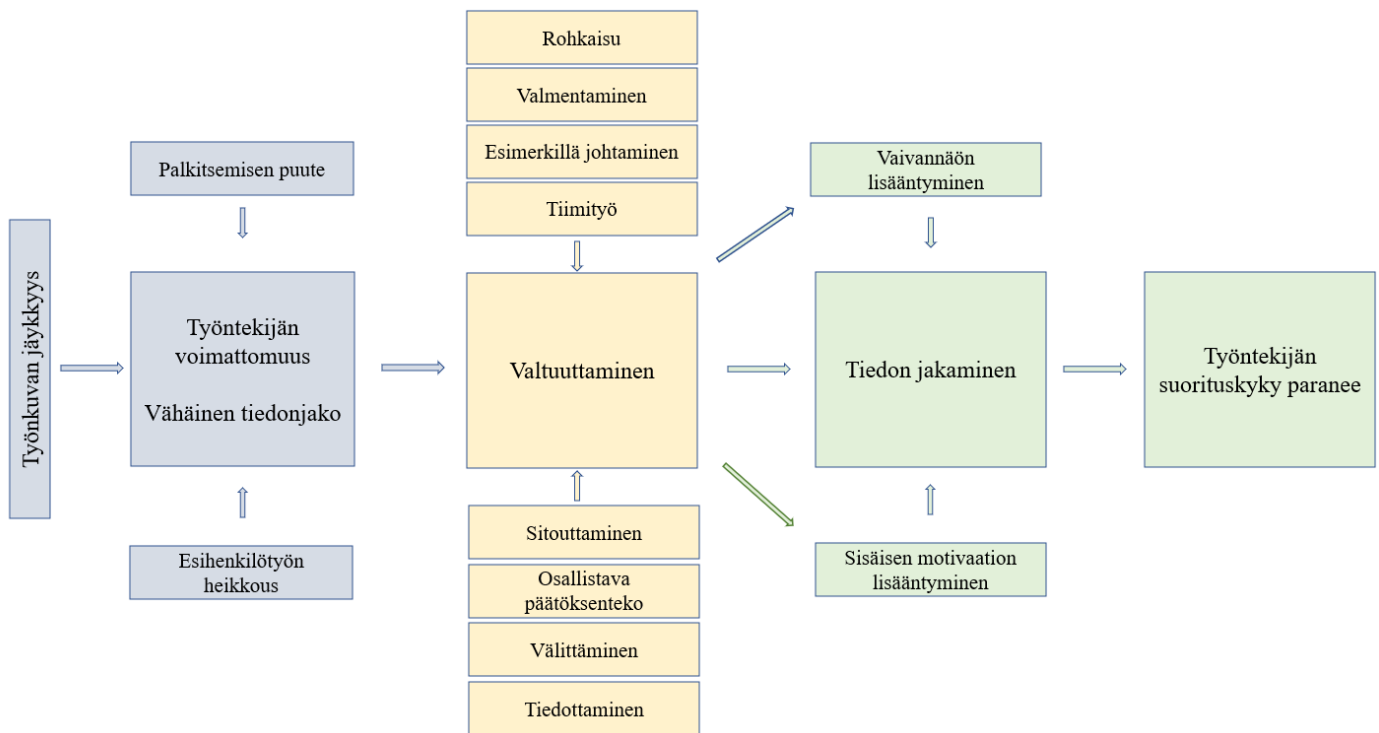 Työnkuvan jäykkyys
Palkitsemisen puute
Työntekijän
voimattomuus
Vähäinen tiedonjako
Esihenkilötyön
heikkous
Rohkaisu
Valmentaminen
Esimerkillä johtaminen
Tiimityö
Valtuuttaminen
Sitouttaminen
Osallistava
päätöksenteko
Välittäminen
Tiedottaminen
Vaivannäön
lisääntyminen
Tiedon jakaminen
Sisäisen motivaation
lisääntyminen
Työntekijän
suorituskyky paranee